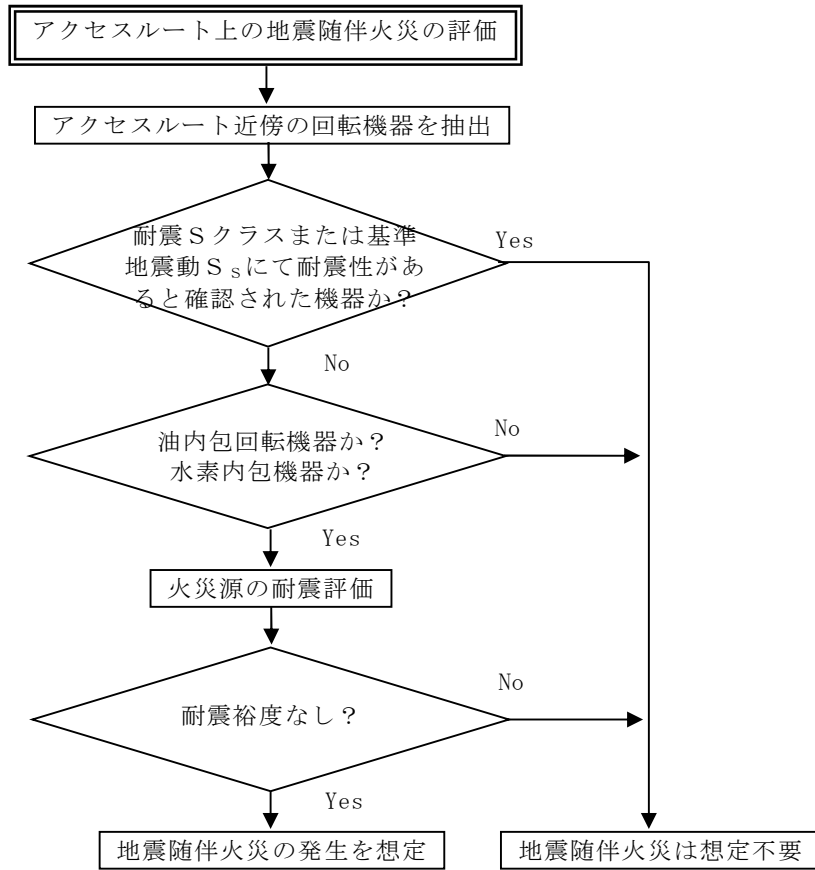 アクセスルート上の地震随伴火災の評価
アクセスルート近傍の回転機器を抽出
耐震Ｓクラスまたは基準
地震動Ｓｓにて耐震性があ
ると確認された機器か？
Yes
No
油内包回転機器か？
水素内包機器か？
No
Yes
火災源の耐震評価
耐震裕度なし？
No
Yes
地震随伴火災の発生を想定
地震随伴火災は想定不要